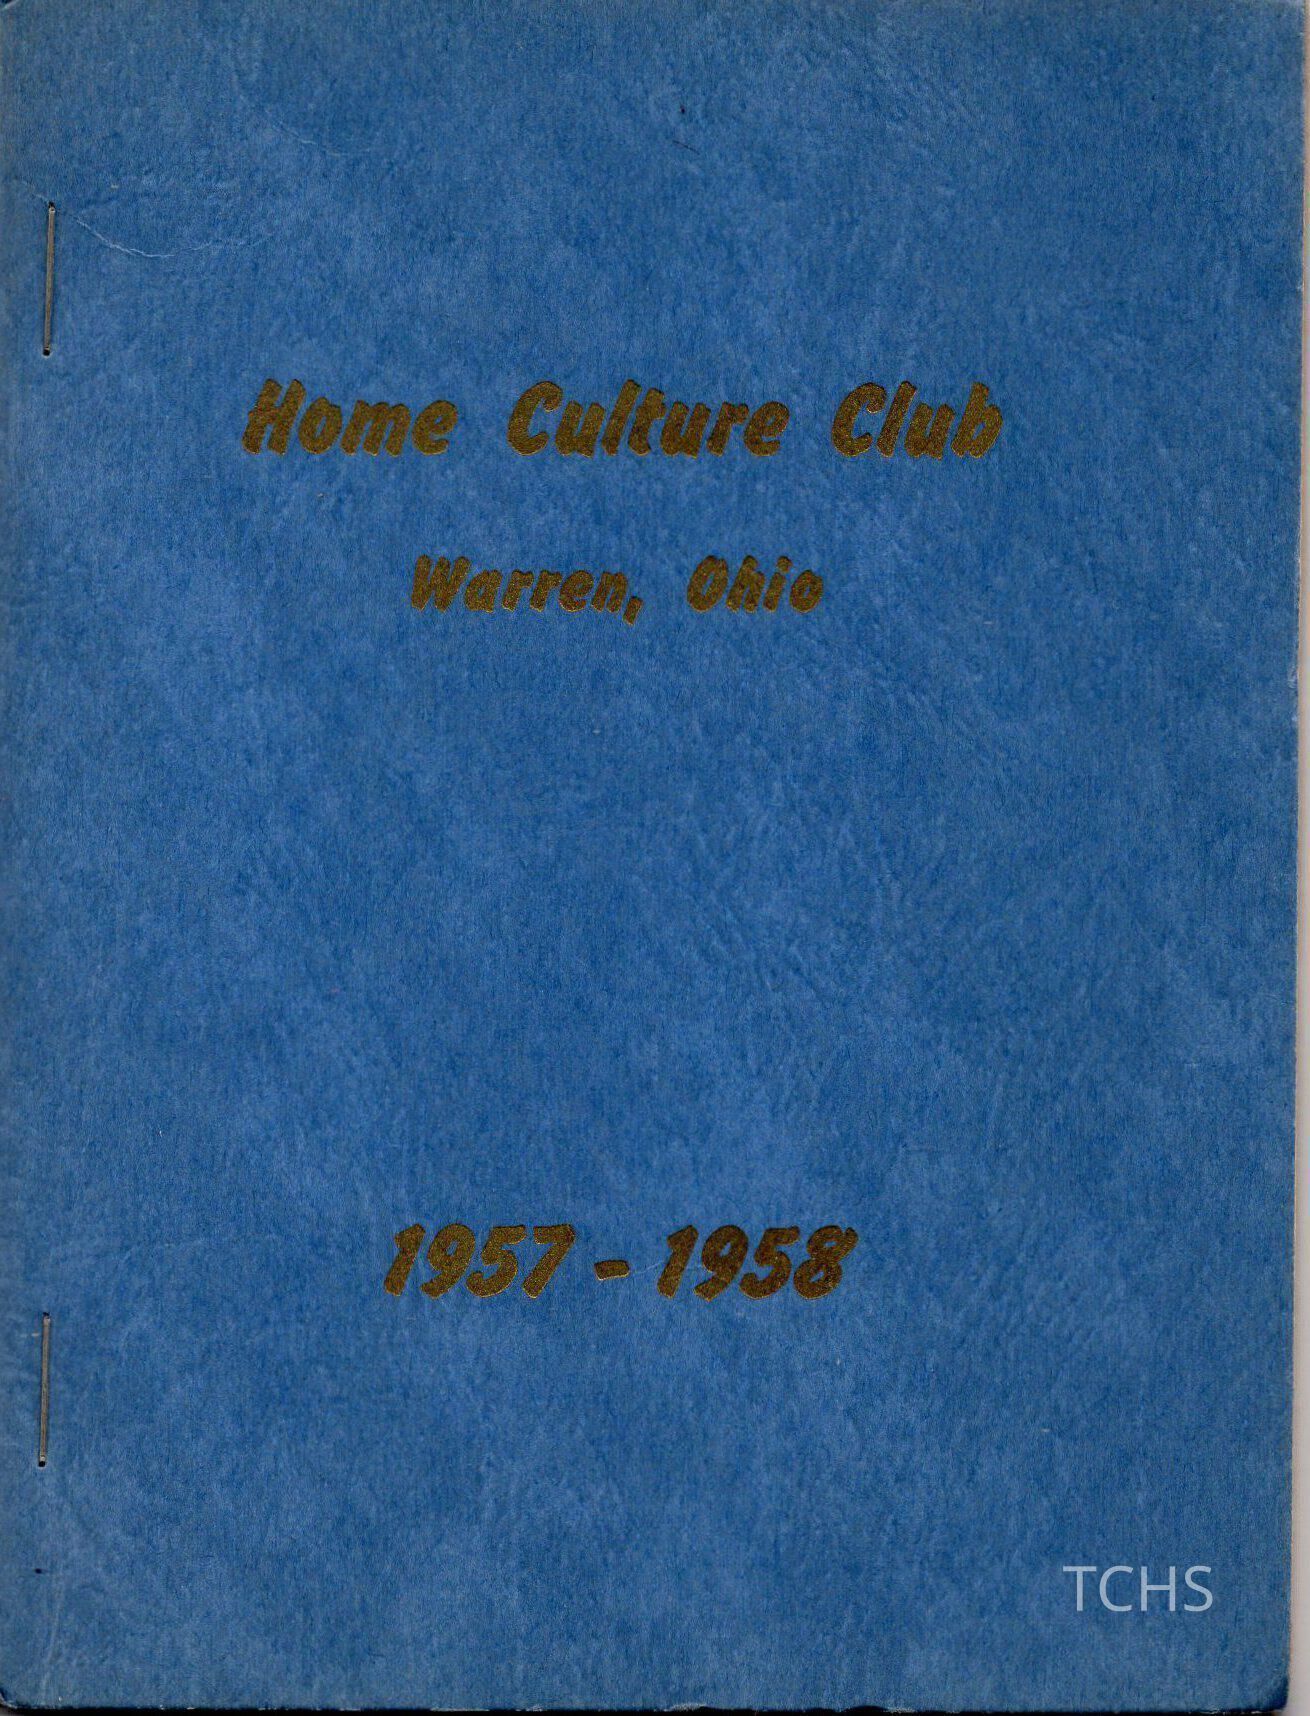 Home Culture Club
Warren, Ohio
1957 - 1958
TCHS